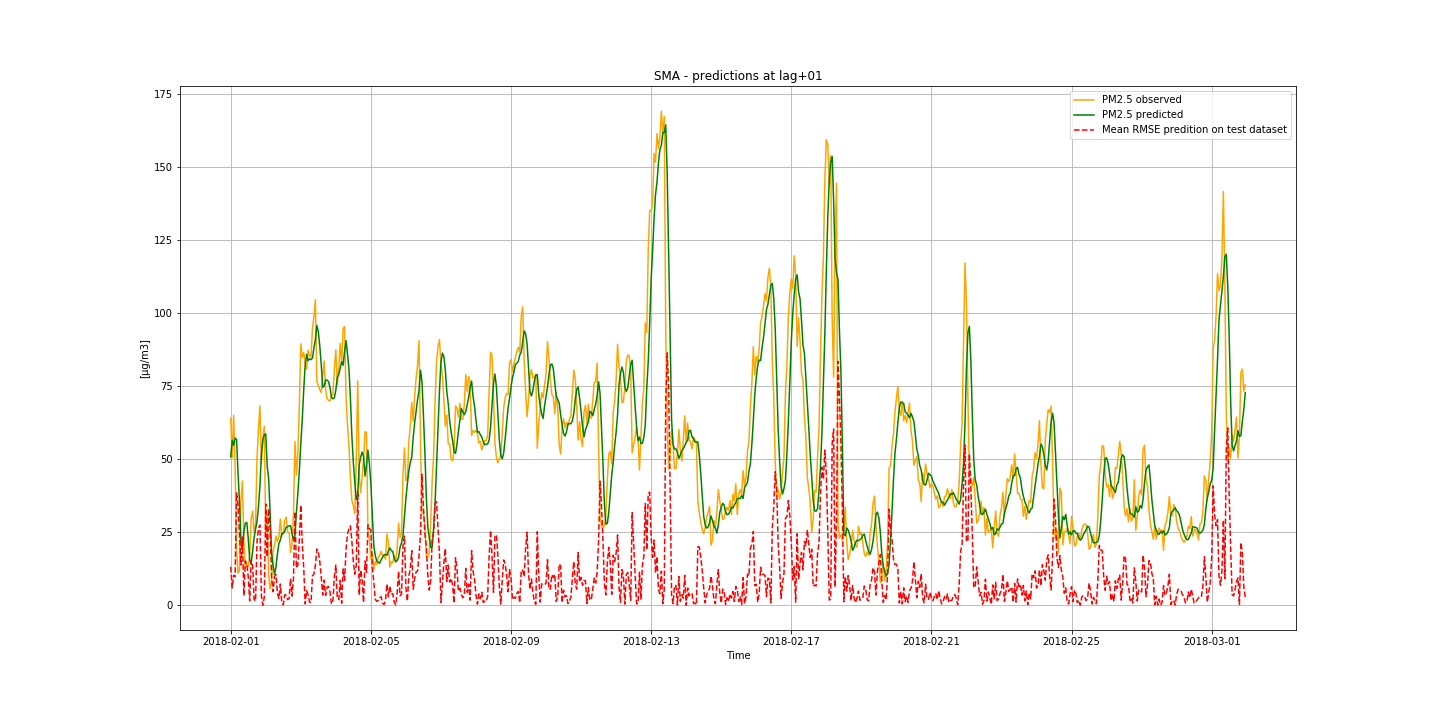 SMA - predictions at lag+01
PM2.5 observed
PM2.5 predicted
Mean RMSE predition on test dataset
175
150
125
100
75
50
25
0
[µg/m3]
2018-02-01 2018-02-05 2018-02-09 2018-02-13 2018-02-17 2018-02-21 2018-02-25 2018-03-01
Time